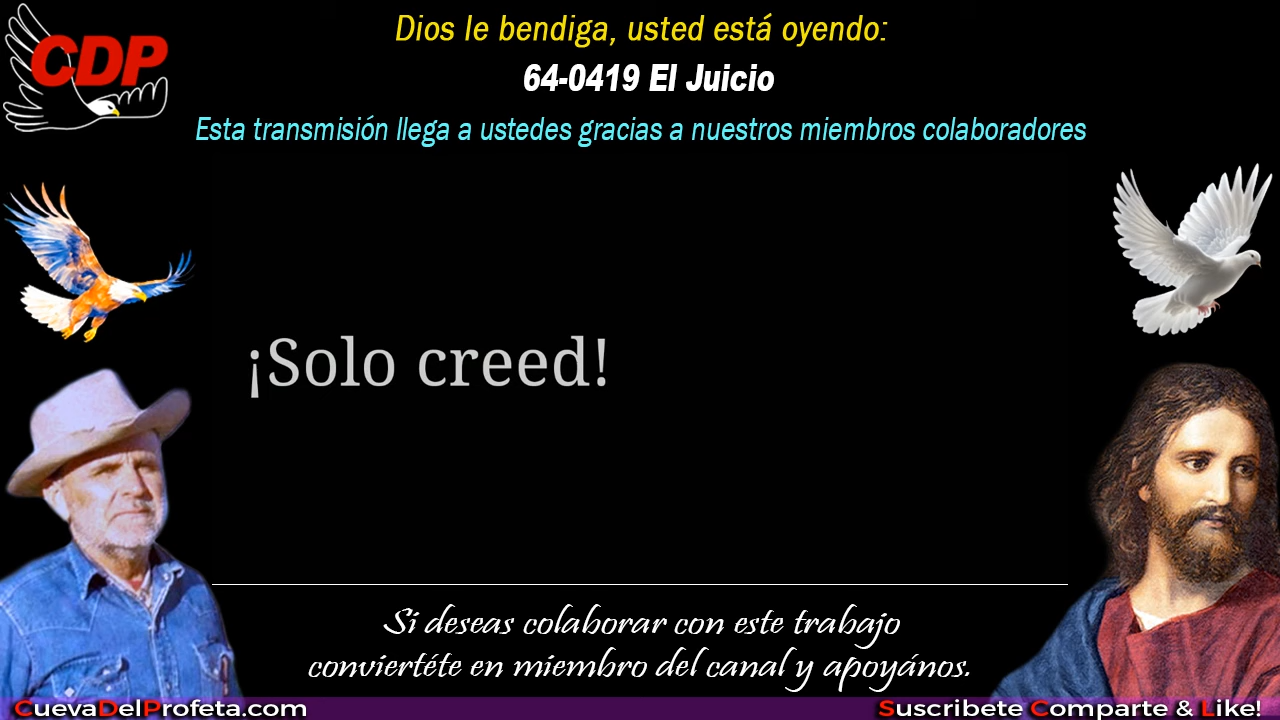 CDP
Dios le bendiga, usted está oyendo:
64-0419 El Juicio
Esta transmisión llega a ustedes gracias a nuestros miembros colaboradores
¡Solo creed!
Si deseas colaborar con este trabajo
conviertéte en miembro del canal y apoyános.
CuevaDelProfeta.com
Suscribete Comparte & Like!